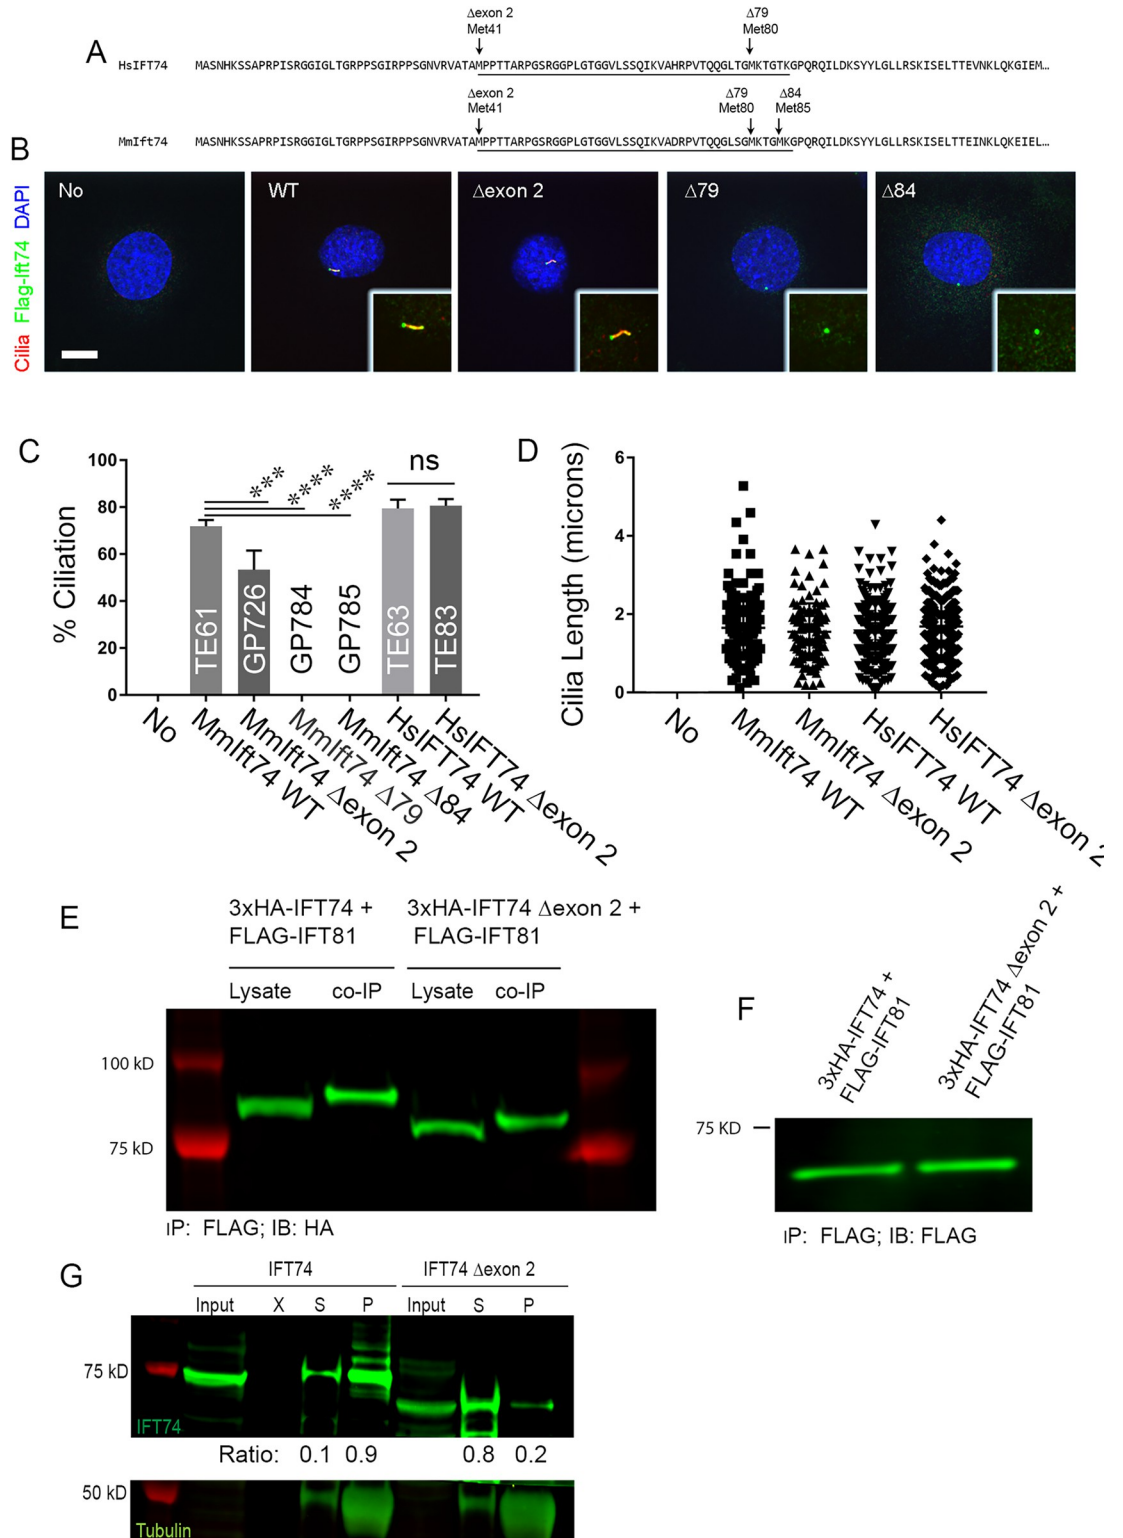 A
Δexon 2
Met41
Δ79
Met80
HsIFT74 MASNHKSSAPRPISRGGIGLTGRPPSGIRPPSGNVRVATAMPPTTARPGSRGGPLGTGGVLSSQIKVAHRPVTQQGLTGMKTGTKGPQRQILDKSYYLGLLRSKISELTTEVNKLQKGIEM…
Δexon 2
Met41
Δ79
Met80
Δ84
Met85
MmIft74 MASNHKSSAPRPISRGGIGLTGRPPSGIRPPSGNVRVATAMPPTTARPGSRGGPLGTGGVLSSQIKVADRPVTQQGLSGMKTGMKGPQRQILDKSYYLGLLRSKISELTTEINKLQKEIEL…
B
Cilia Flag-Ift74 DAPI
No
WT
Δexon 2
Δ79
Δ84
C
% Ciliation
100
80
60
40
20
0
***
****
****
ns
TE61
GP726
GP784
GP785
TE63
TE83
No
MmIft74 WT
MmIft74 Δexon 2
MmIft74 Δ79
MmIft74 Δ84
HsIFT74 WT
HsIFT74 Δexon 2
D
Cilia Length (microns)
6
4
2
0
No
MmIft74 WT
MmIft74 Δexon 2
HsIFT74 WT
HsIFT74 Δexon 2
E
3xHA-IFT74 +
FLAG-IFT81
3xHA-IFT74 Δexon 2 +
FLAG-IFT81
Lysate co-IP Lysate co-IP
100 kD
75 kD
IP: FLAG; IB: HA
F
3xHA-IFT74 +
FLAG-IFT81
3xHA-IFT74 Δexon 2 +
FLAG-IFT81
75 KD
IP: FLAG; IB: FLAG
G
IFT74 IFT74 Δexon 2
Input X S P Input S P
75 kD
IFT74
Ratio: 0.1 0.9 0.8 0.2
50 kD
Tubulin